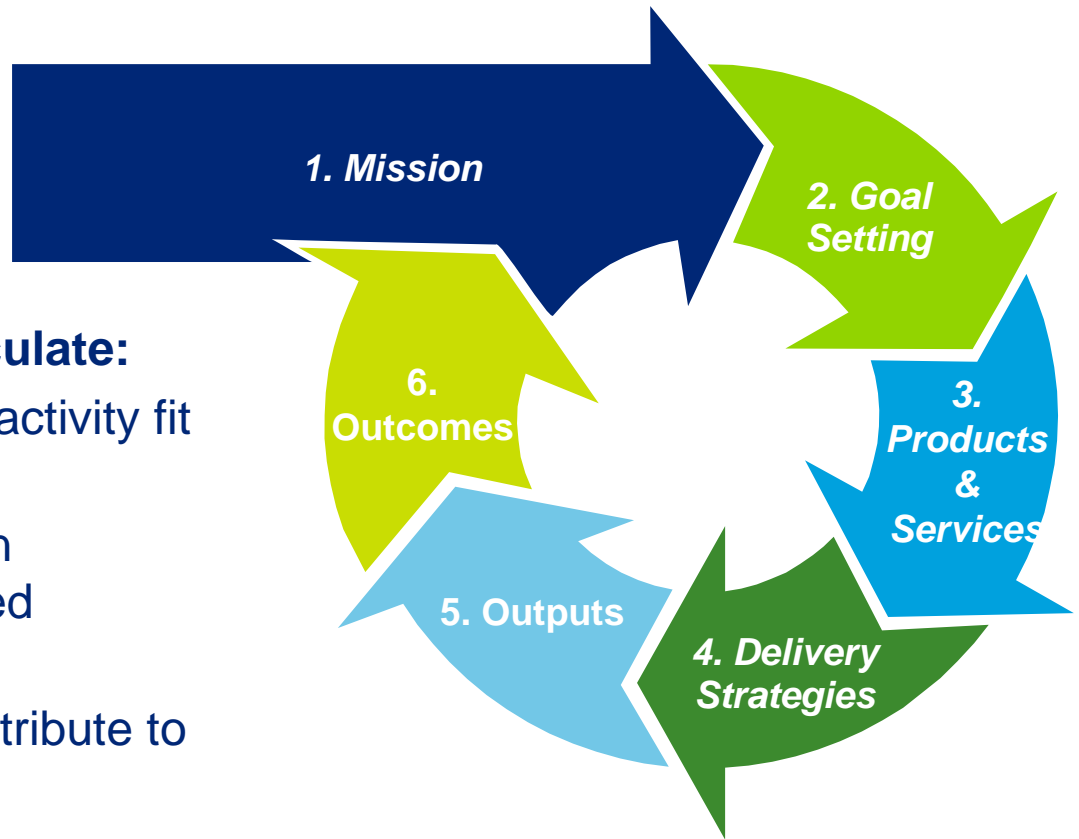 1. Mission
2. Goal
Setting
3.
Products
&
Services
4. Delivery
Strategies
5. Outputs
6.
Outcomes
culate:
activity fit
n
ed
tribute to